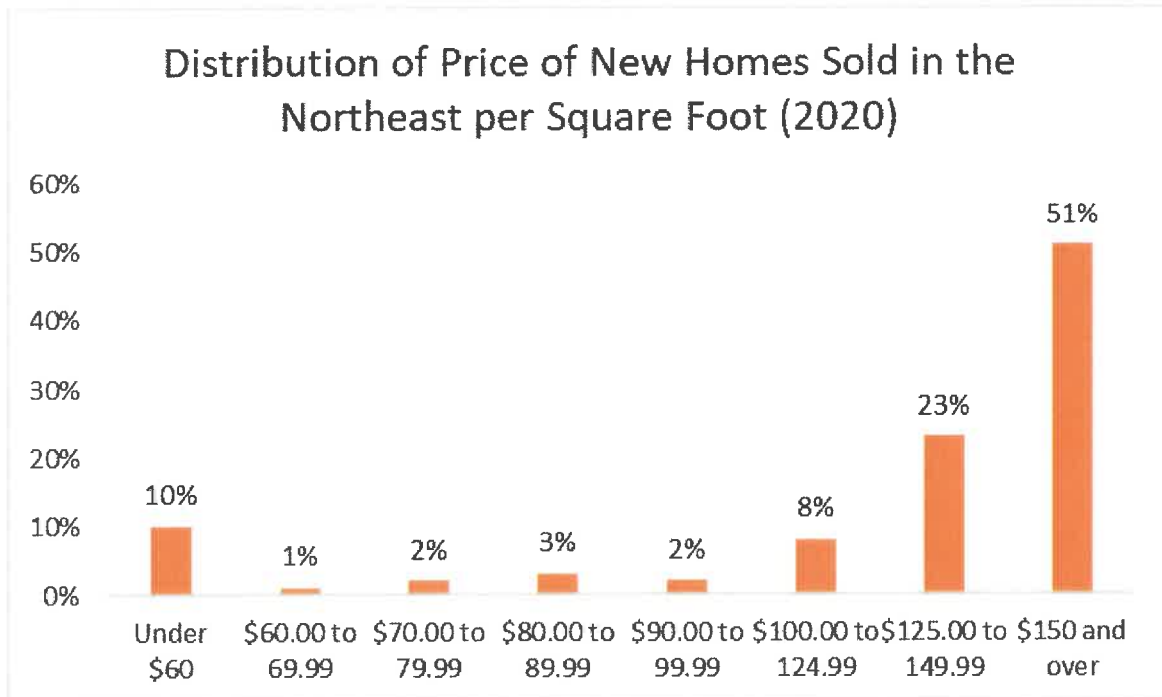 Distribution of Price of New Homes Sold in the
Northeast per Square Foot (2020)
60%
50%
40%
30%
20%
10%
0%
10%
1%
2%
3%
2%
8%
23%
51%
Under $60
$60.00 to 69.99
$70.00 to 79.99
$80.00 to 89.99
$90.00 to 99.99
$100.00 to 124.99
$125.00 to 149.99
$150 and over